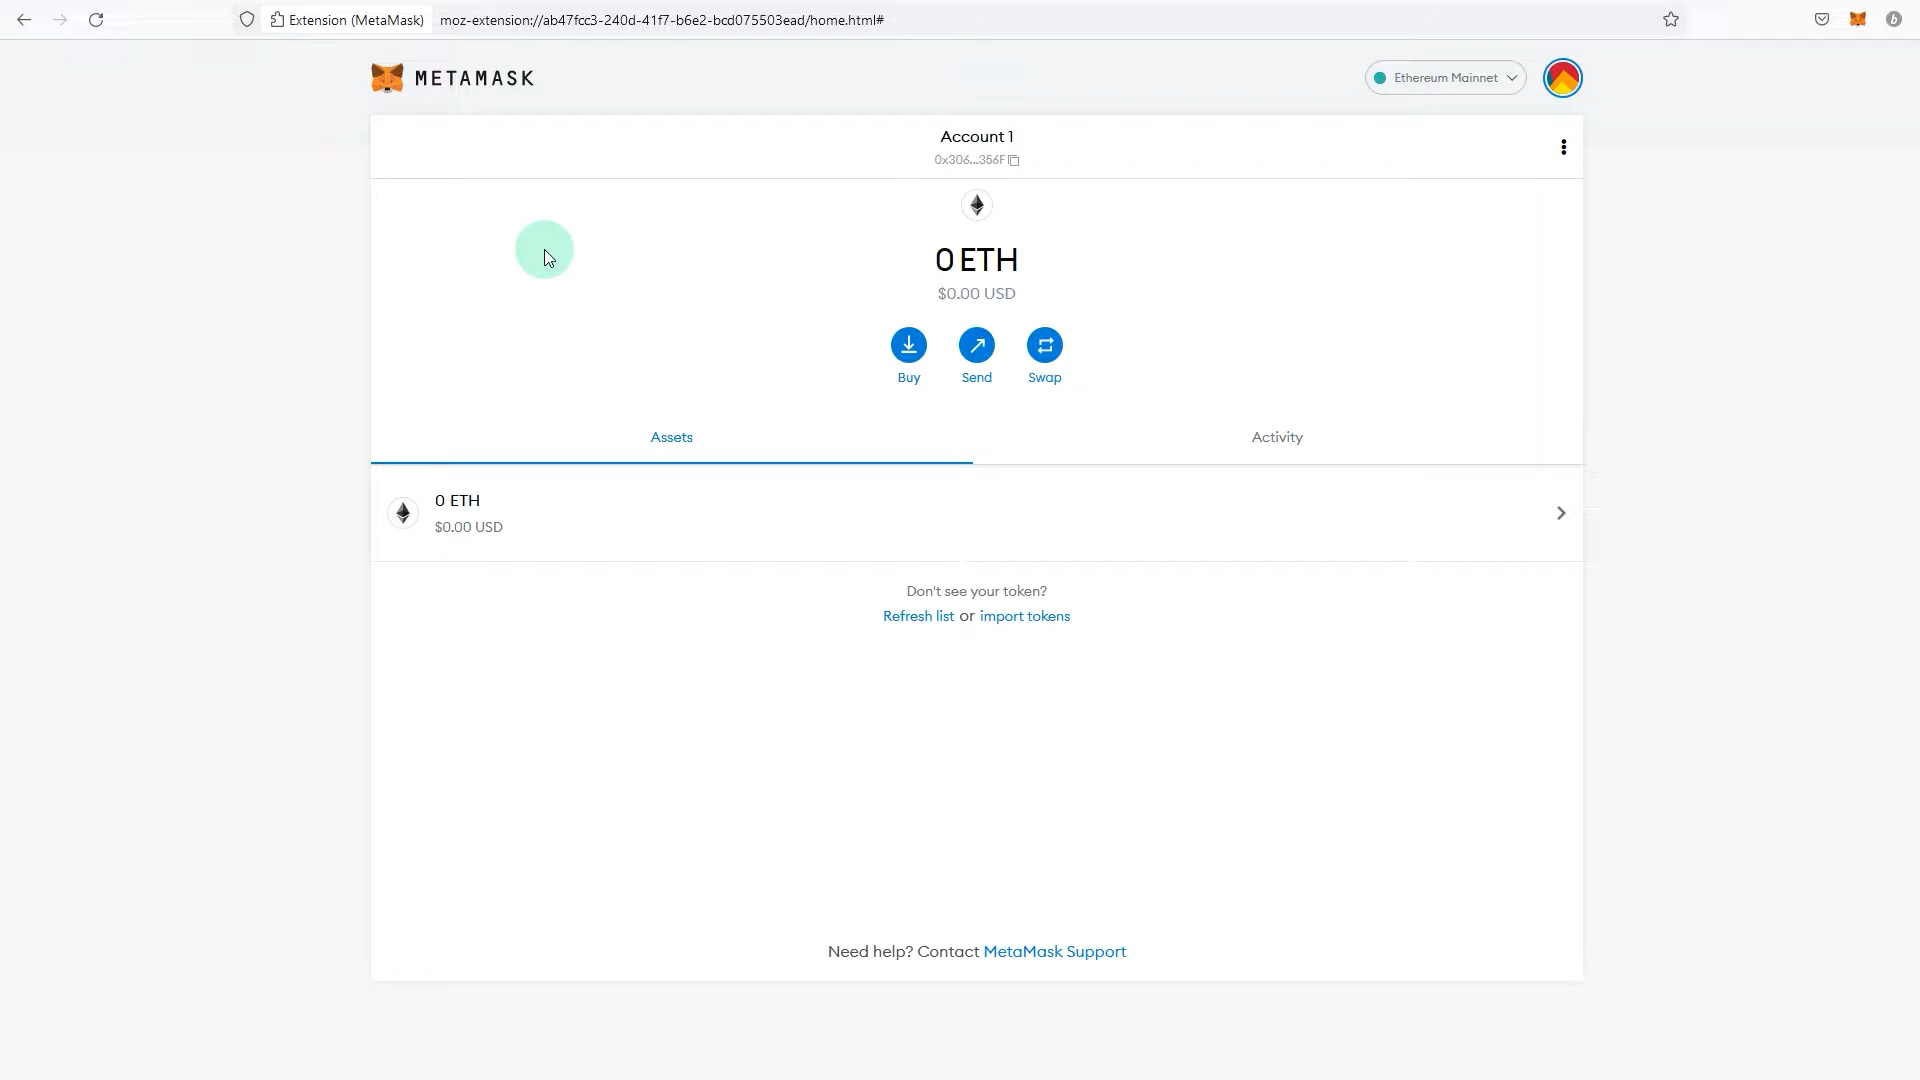 Extension (MetaMask) moz-extension://ab47fcc3-240d-41f7-b6e2-bcd075503ead/home.html#
b
METAMASK
Ethereum Mainnet
Account 1
0x306...356F
0 ETH
$0.00 USD
Buy Send Swap
Assets Activity
0 ETH
$0.00 USD
Don't see your token?
Refresh list or import tokens
Need help? Contact MetaMask Support